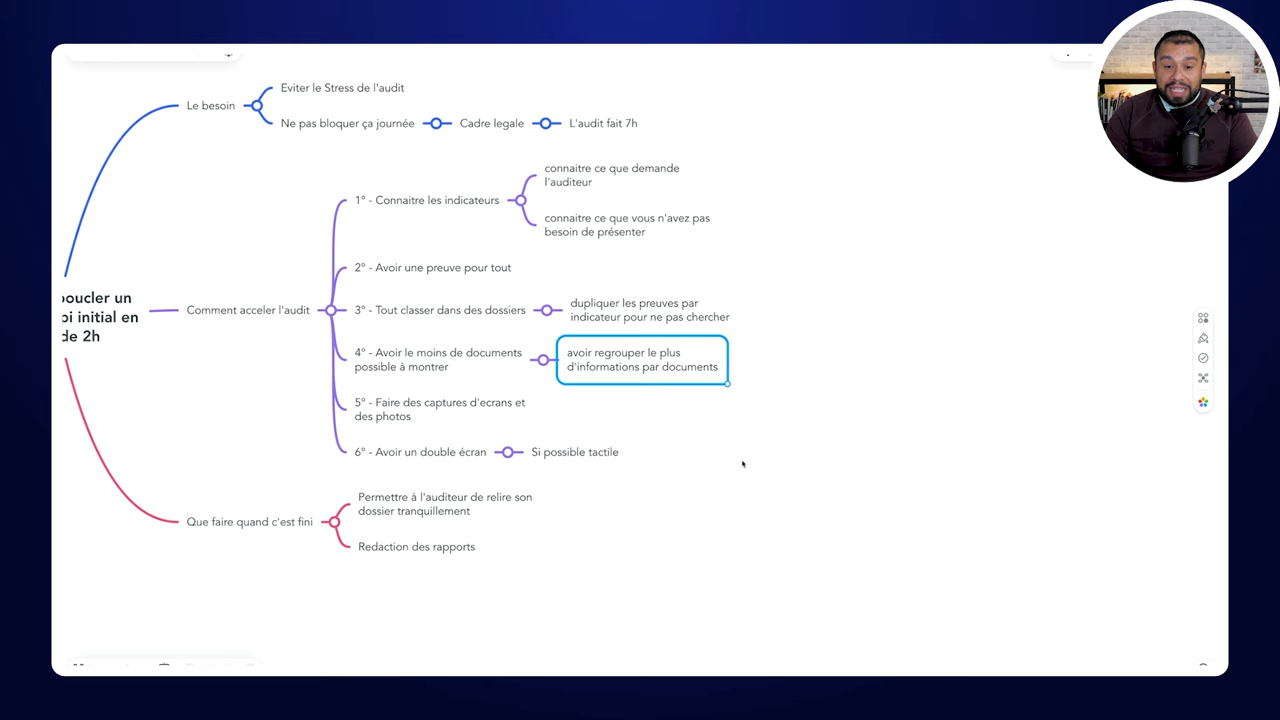 Le besoin
Eviter le Stress de l'audit
Ne pas bloquer ça journée
Cadre legale
L'audit fait 7h
un
initial en
de 2h
Comment acceler l'audit
1° - Connaitre les indicateurs
connaitre ce que demande
l'auditeur
connaitre ce que vous n'avez pas
besoin de présenter
2° - Avoir une preuve pour tout
3° - Tout classer dans des dossiers
dupliquer les preuves par
indicateur pour ne pas chercher
4° - Avoir le moins de documents
possible à montrer
avoir regrouper le plus
d'informations par documents
5° - Faire des captures d'ecrans et
des photos
6° - Avoir un double écran
Si possible tactile
Que faire quand c'est fini
Permettre à l'auditeur de relire son
dossier tranquillement
Redaction des rapports